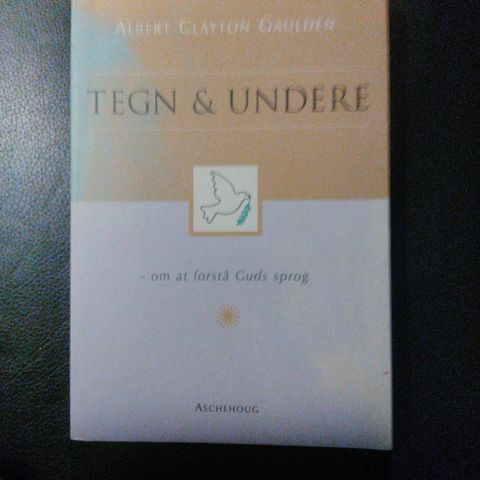 ALBERT CLAYTON GAULDEN
TEGN & UNDERE
- om at forstå Guds sprog
ASCHEHOUG